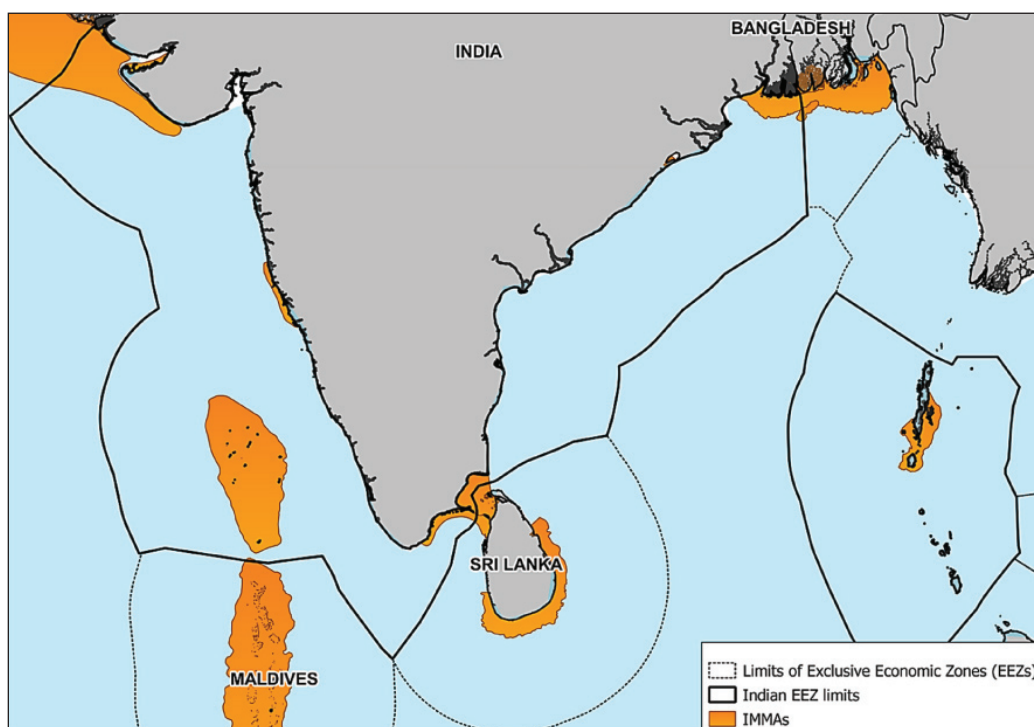 INDIA
BANGLADESH
SRI LANKA
MALDIVES
Limits of Exclusive Economic Zones (EEZs)
Indian EEZ limits
IMMAs